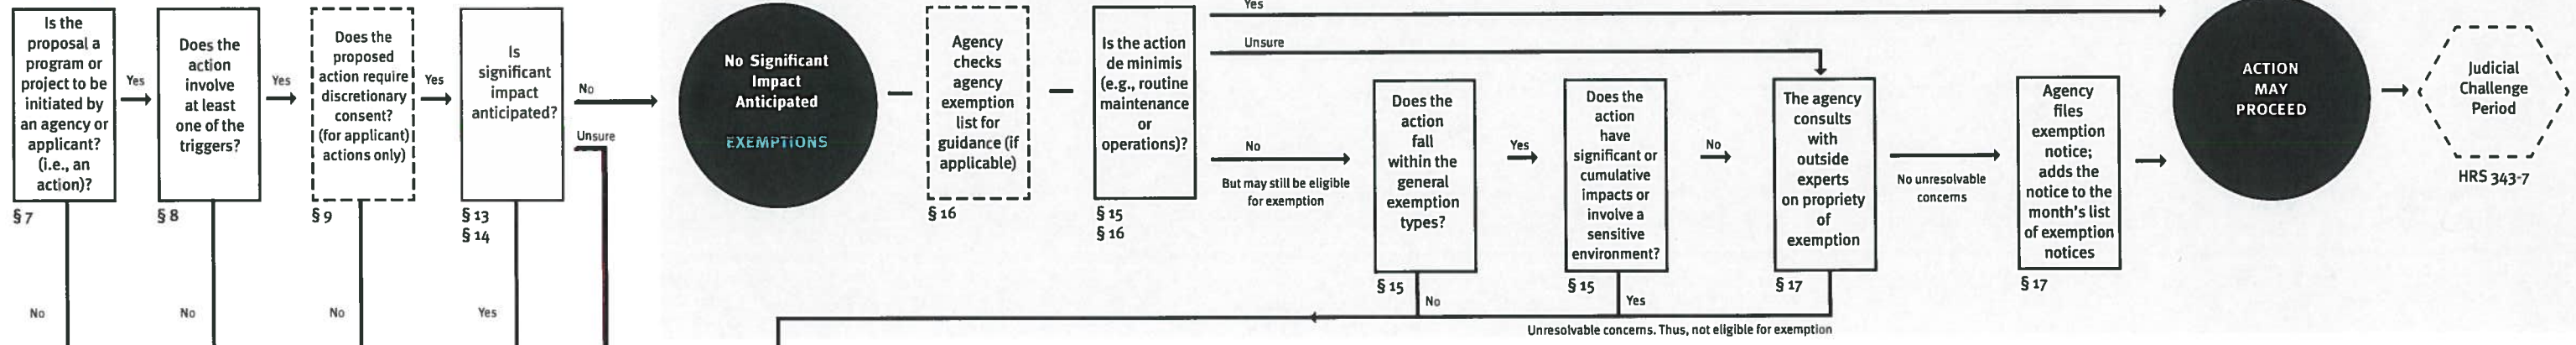 Is the
proposal a
program or
project to be
initiated by
an agency or
applicant?
(i.e., an
action)?
§ 7
No
Yes
Does the
action
involve
at least
one of the
triggers?
§ 8
No
Yes
Does the
proposed
action require
discretionary
consent?
(for applicant)
actions only)
§ 9
No
Yes
Is
significant
impact
anticipated?
§ 13
§ 14
Yes
No
Unsure
No Significant
Impact
Anticipated
EXEMPTIONS
Agency
checks
agency
exemption
list for
guidance (if
applicable)
§ 16
Is the action
de minimis
(e.g., routine
maintenance
or
operations)?
§ 15
§ 16
Yes
Unsure
No
But may still be eligible
for exemption
Does the
action
fall
within the
general
exemption
types?
§ 15
No
Yes
Does the
action
have
significant or
cumulative
impacts or
involve a
sensitive
environment?
§ 15
Yes
No
The agency
consults
with
outside
experts
on propriety
of
exemption
§ 17
Unresolvable concerns. Thus, not eligible for exemption
No unresolvable
concerns
Agency
files
exemption
notice;
adds the
notice to the
month's list
of exemption
notices
§ 17
ACTION
MAY
PROCEED
Judicial
Challenge
Period
HRS 343-7